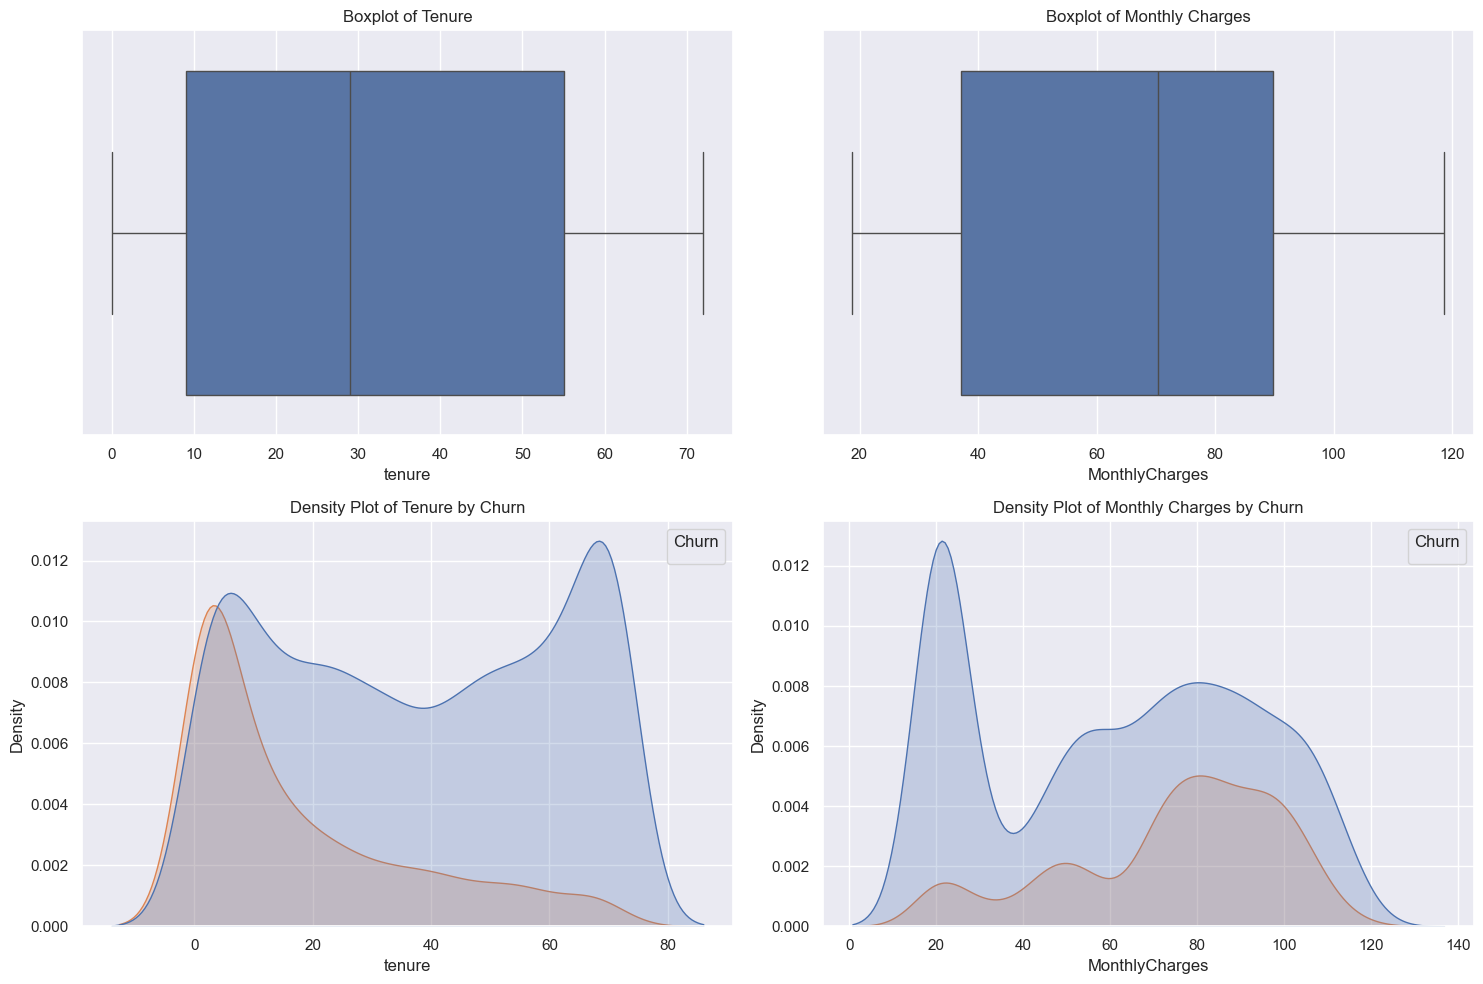 Boxplot of Tenure
0 10 20 30 40 50 60 70
tenure
Boxplot of Monthly Charges
20 40 60 80 100 120
MonthlyCharges
Density Plot of Tenure by Churn
Churn
0.012
0.010
0.008
0.006
0.004
0.002
0.000
Density
0 20 40 60 80
tenure
Density Plot of Monthly Charges by Churn
Churn
0.012
0.010
0.008
0.006
0.004
0.002
0.000
Density
0 20 40 60 80 100 120 140
MonthlyCharges